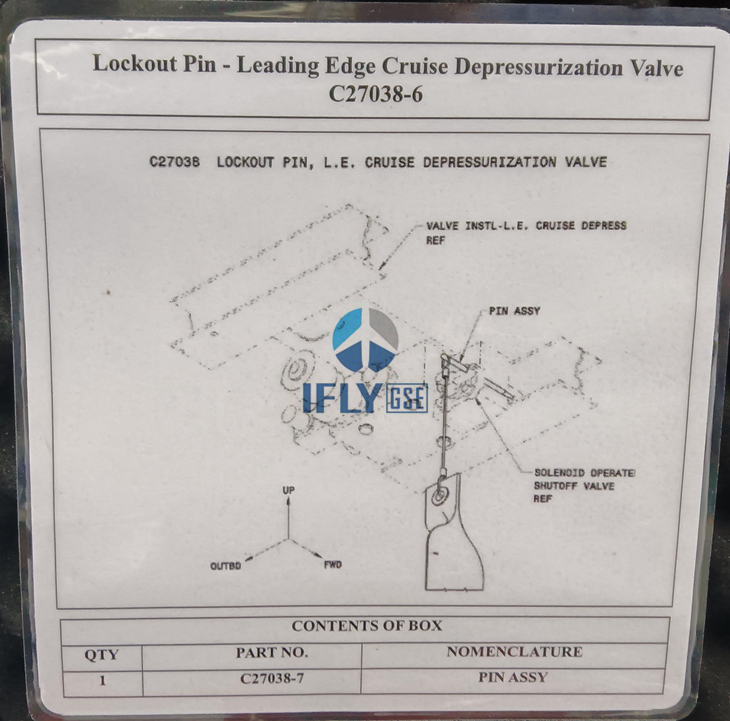 Lockout Pin - Leading Edge Cruise Depressurization Valve
C27038-6
C27038 LOCKOUT PIN, L.E. CRUISE DEPRESSURIZATION VALVE
VALVE INSTL-L.E. CRUISE DEPRESS
REF
PIN ASSY
IFLY GSE
SOLENOID OPERATE
SHUTOFF VALVE
REF
UP
OUTBD
FWD
CONTENTS OF BOX
QTY PART NO. NOMENCLATURE
1 C27038-7 PIN ASSY